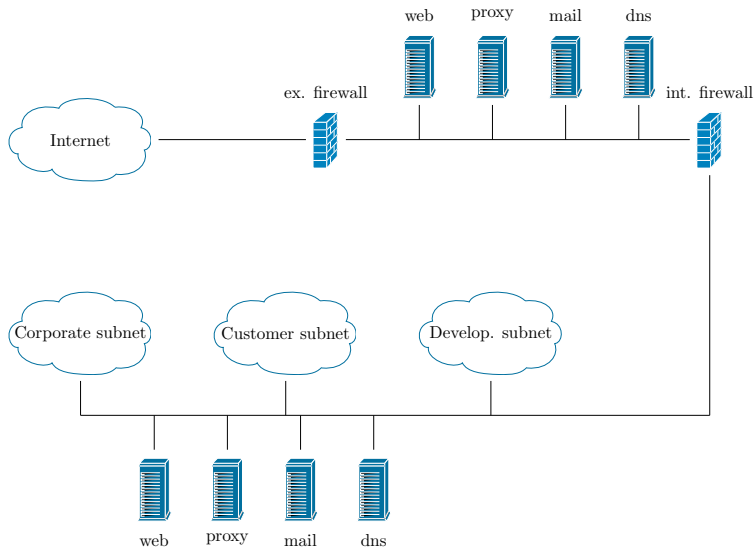 web
proxy
mail
dns
ex. firewall
int. firewall
Internet
Corporate subnet
Customer subnet
Develop. subnet
web
proxy
mail
dns